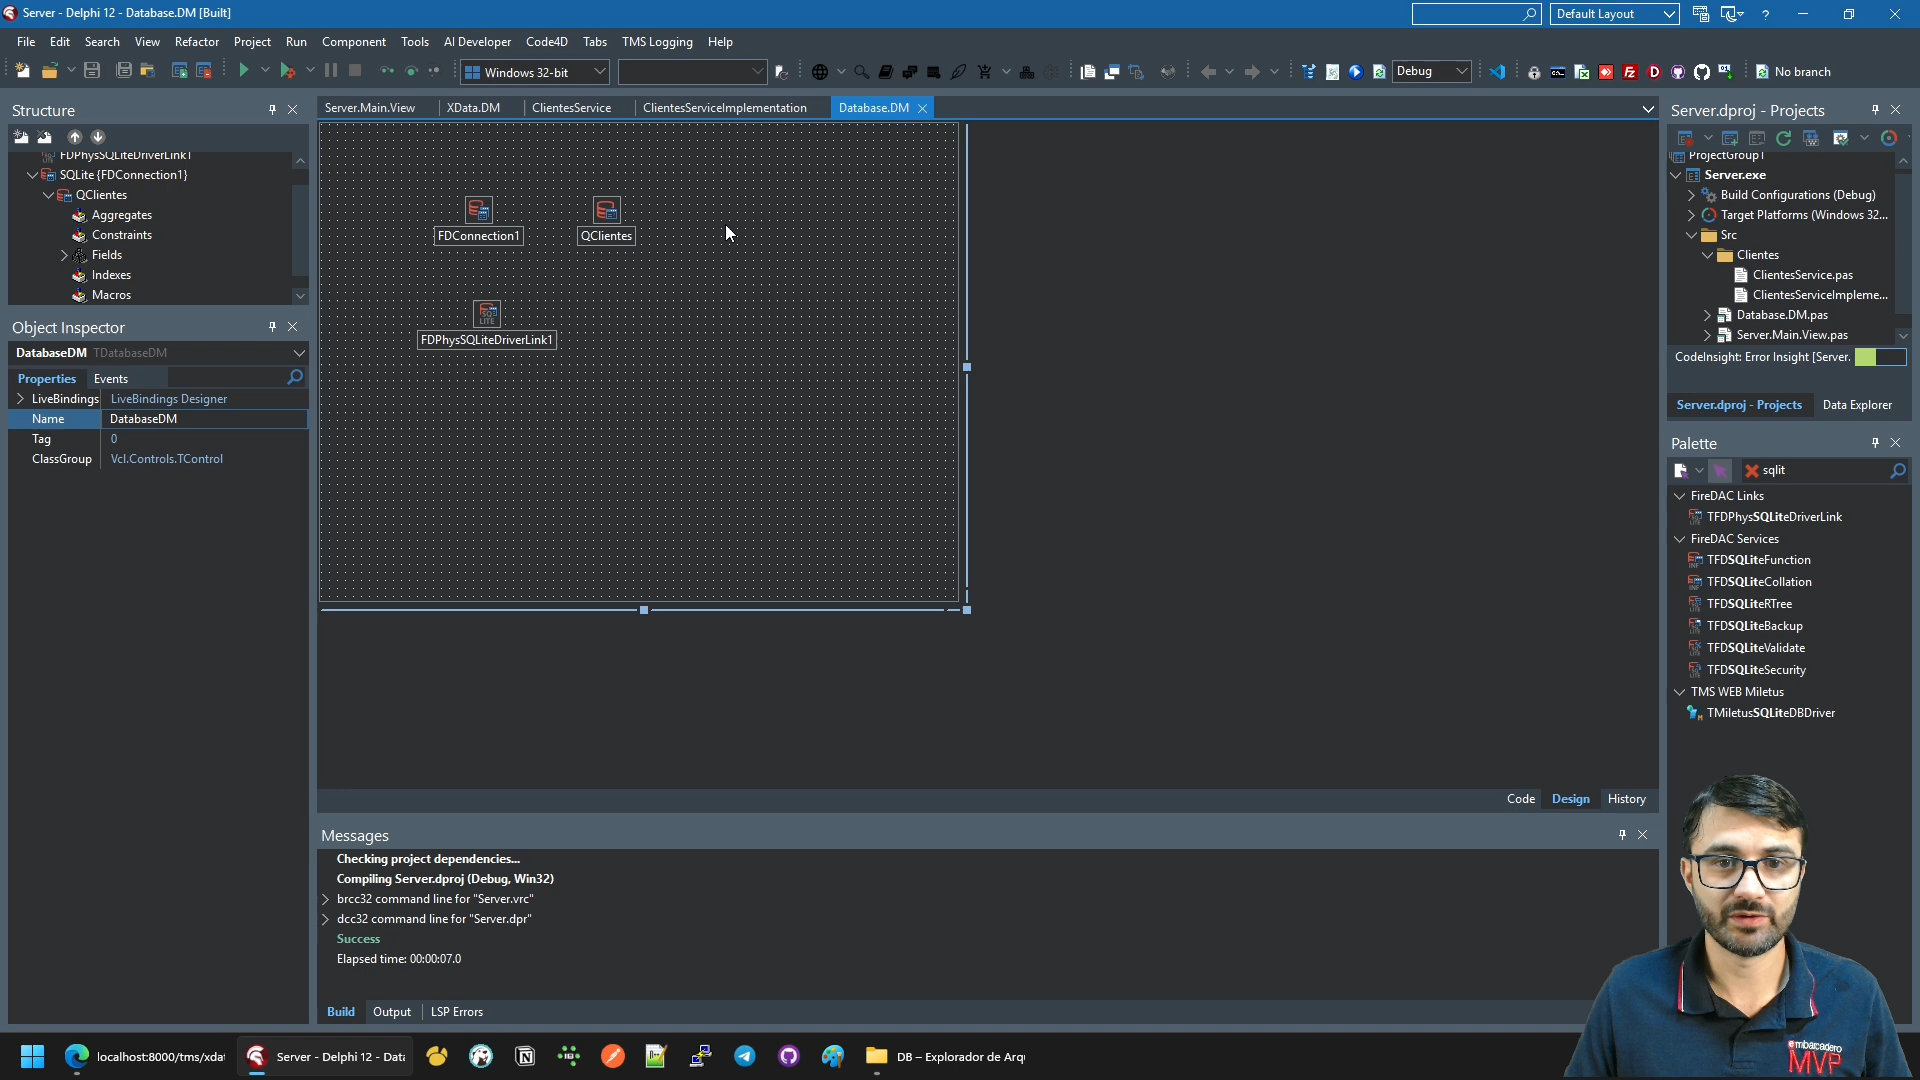 Server - Delphi 12 - Database.DM [Built]
Default Layout
?
File Edit Search View Refactor Project Run Component Tools AI Developer Code4D Tabs TMS Logging Help
Windows 32-bit
Debug
No branch
Structure
FDPhysSQLiteDriverLink1
SQLite {FDConnection1}
QClientes
Aggregates
Constraints
Fields
Indexes
Macros
Object Inspector
DatabaseDM TDatabaseDM
Properties Events
LiveBindings LiveBindings Designer
Name DatabaseDM
Tag 0
ClassGroup Vcl.Controls.TControl
Server.Main.View XData.DM ClientesService ClientesServiceImplementation Database.DM
FDConnection1
QClientes
SQ
LITE
FDPhysSQLiteDriverLink1
Code Design History
Messages
Checking project dependencies...
Compiling Server.dproj (Debug, Win32)
brcc32 command line for "Server.vrc"
dcc32 command line for "Server.dpr"
Success
Elapsed time: 00:00:07.0
Build Output LSP Errors
Server.dproj - Projects
ProjectGroup1
Server.exe
Build Configurations (Debug)
Target Platforms (Windows 32...
Src
Clientes
ClientesService.pas
ClientesServiceImpleme...
Database.DM.pas
Server.Main.View.pas
CodeInsight: Error Insight [Server.
Server.dproj - Projects Data Explorer
Palette
sqlit
FireDAC Links
TFDPhysSQLiteDriverLink
FireDAC Services
TFDSQLiteFunction
TFDSQLiteCollation
TFDSQLiteRTree
TFDSQLiteBackup
TFDSQLiteValidate
TFDSQLiteSecurity
TMS WEB Miletus
TMiletusSQLiteDBDriver
embarcadero
MVP
localhost:8000/tms/xdat
Server - Delphi 12 - Data
DB – Explorador de Arqu